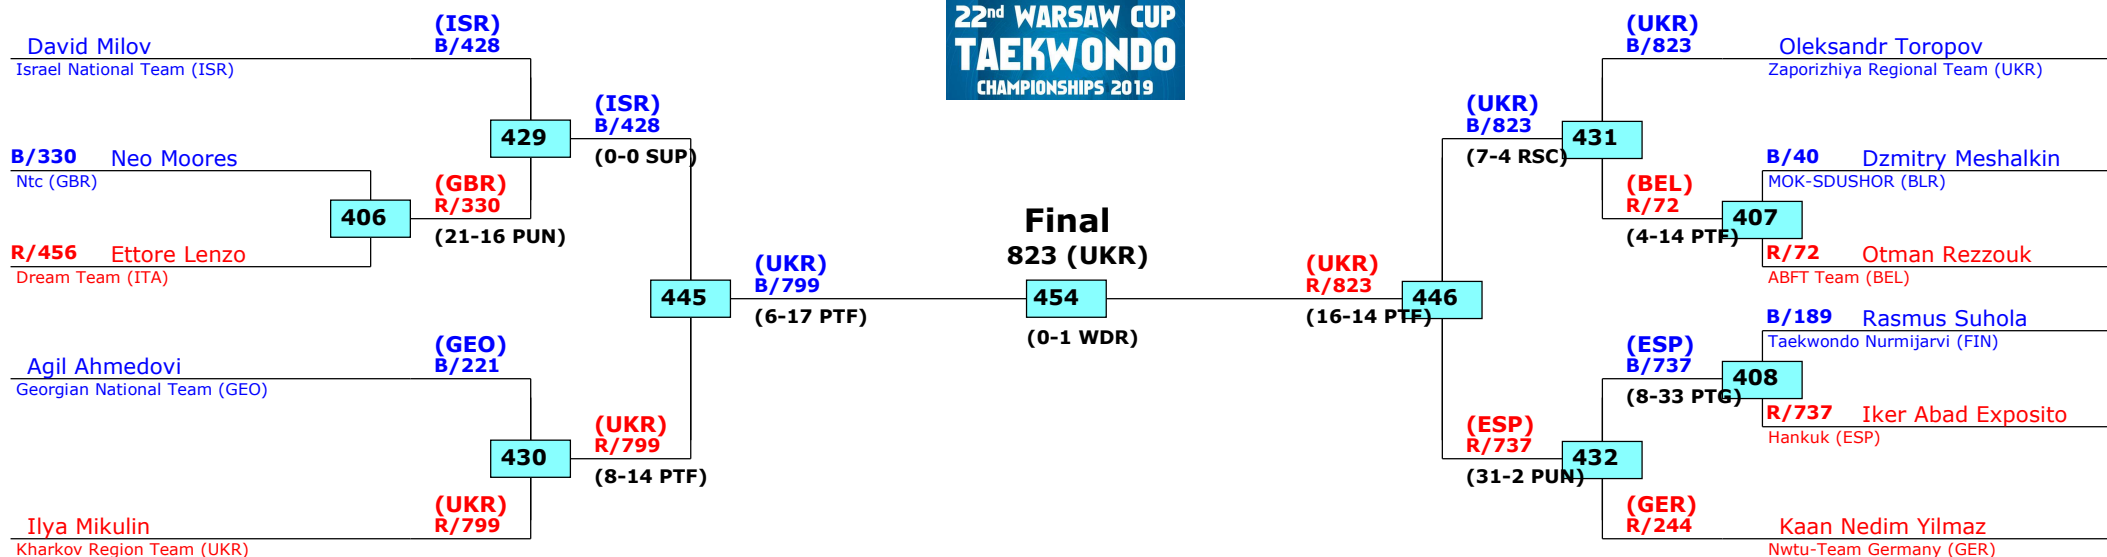 22nd WARSAW CUP
TAEKWONDO
CHAMPIONSHIPS 2019
(ISR)
David Milov B/428
Israel National Team (ISR)
(ISR)
B/428
429
(0-0 SUP)
B/330 Neo Moores
Ntc (GBR)
(GBR)
R/330
406
(21-16 PUN)
R/456 Ettore Lenzo
Dream Team (ITA)
(UKR)
B/799
445
(6-17 PTF)
(GEO)
Agil Ahmedovi B/221
Georgian National Team (GEO)
(UKR)
R/799
430
(8-14 PTF)
(UKR)
Ilya Mikulin R/799
Kharkov Region Team (UKR)
Final
823 (UKR)
454
(0-1 WDR)
(UKR)
B/823 Oleksandr Toropov
Zaporizhiya Regional Team (UKR)
(UKR)
B/823
431
(7-4 RSC)
B/40 Dzmitry Meshalkin
MOK-SDUSHOR (BLR)
(BEL)
R/72
407
(4-14 PTF)
R/72 Otman Rezzouk
ABFT Team (BEL)
(UKR)
R/823
446
(16-14 PTF)
B/189 Rasmus Suhola
Taekwondo Nurmijarvi (FIN)
(ESP)
B/737
408
(8-33 PTG)
R/737 Iker Abad Exposito
Hankuk (ESP)
(ESP)
R/737
432
(31-2 PUN)
(GER)
R/244 Kaan Nedim Yilmaz
Nwtu-Team Germany (GER)